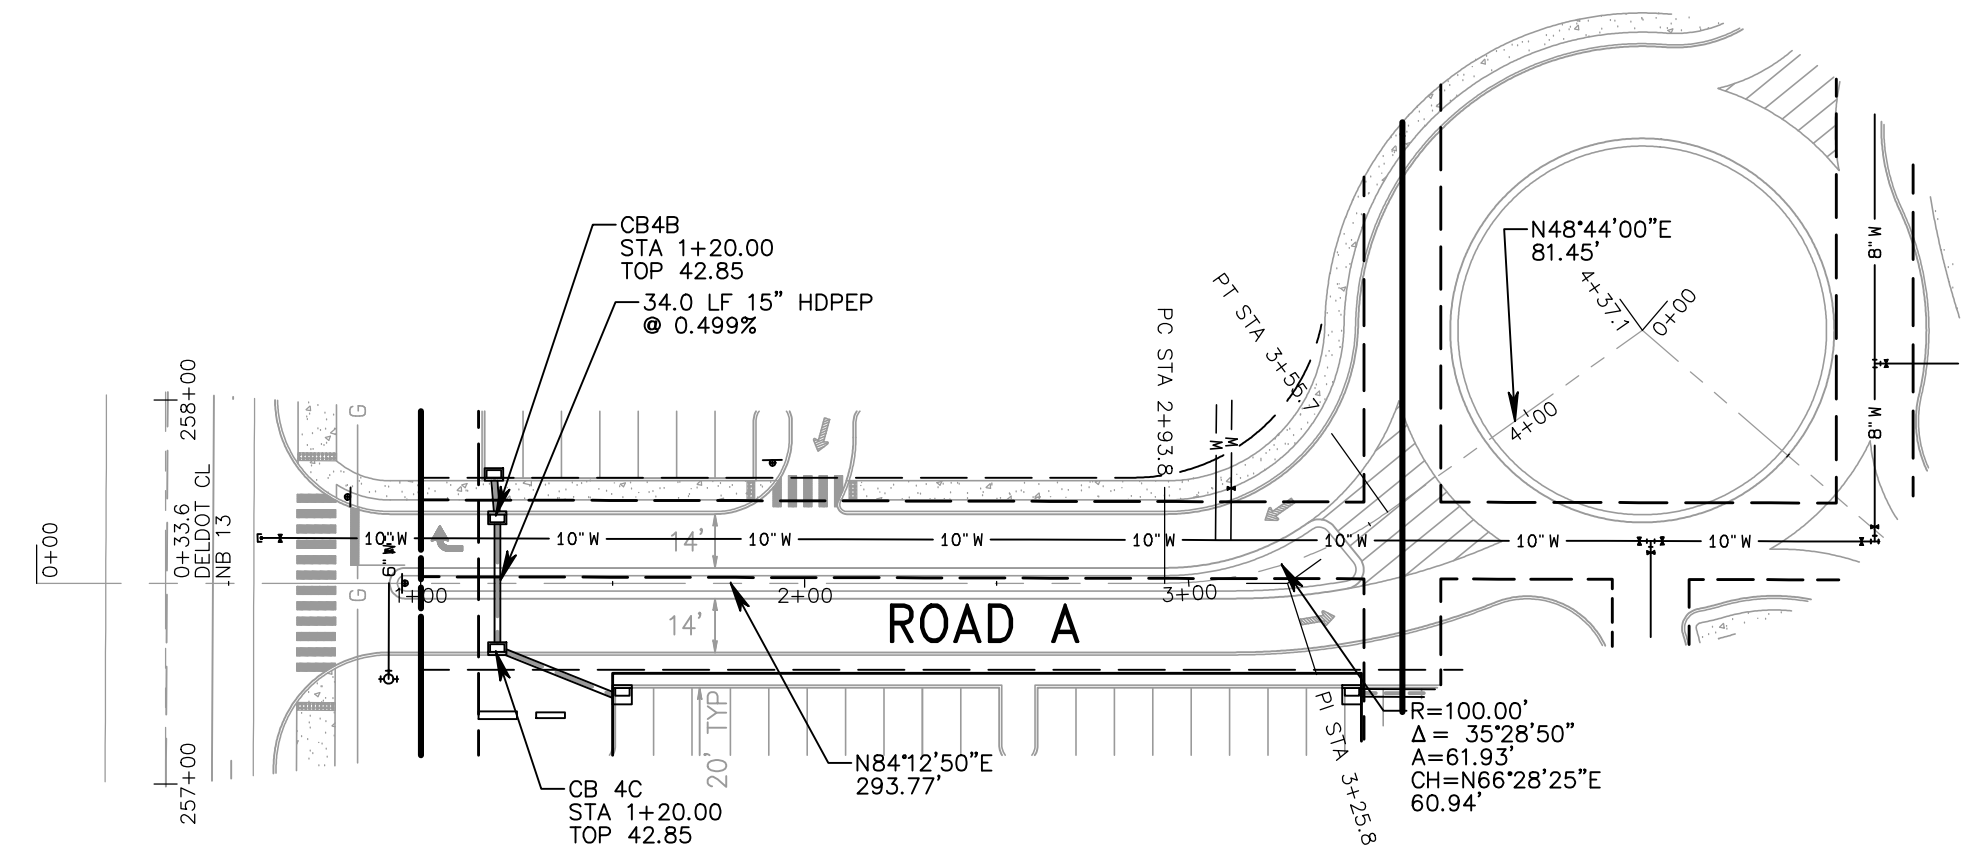 CB4B
STA 1+20.00
TOP 42.85
34.0 LF 15" HDPEP
@ 0.499%
N48°44'00"E
81.45'
4+37.1
0+00
4+00
PT STA 3+55.7
PC STA 2+93.8
8" W
8" W
258+00
G
0+33.6
DELDOT CL
NB 13
0+00
10"W
10"W
10"W
10"W
10"W
10"W
10"W
10"W
W
W
14'
6" W
G
1+00
2+00
3+00
14'
ROAD A
20' TYP
257+00
N84°12'50"E
293.77'
CB 4C
STA 1+20.00
TOP 42.85
PI STA 3+25.8
R=100.00'
Δ = 35°28'50"
A=61.93'
CH=N66°28'25"E
60.94'